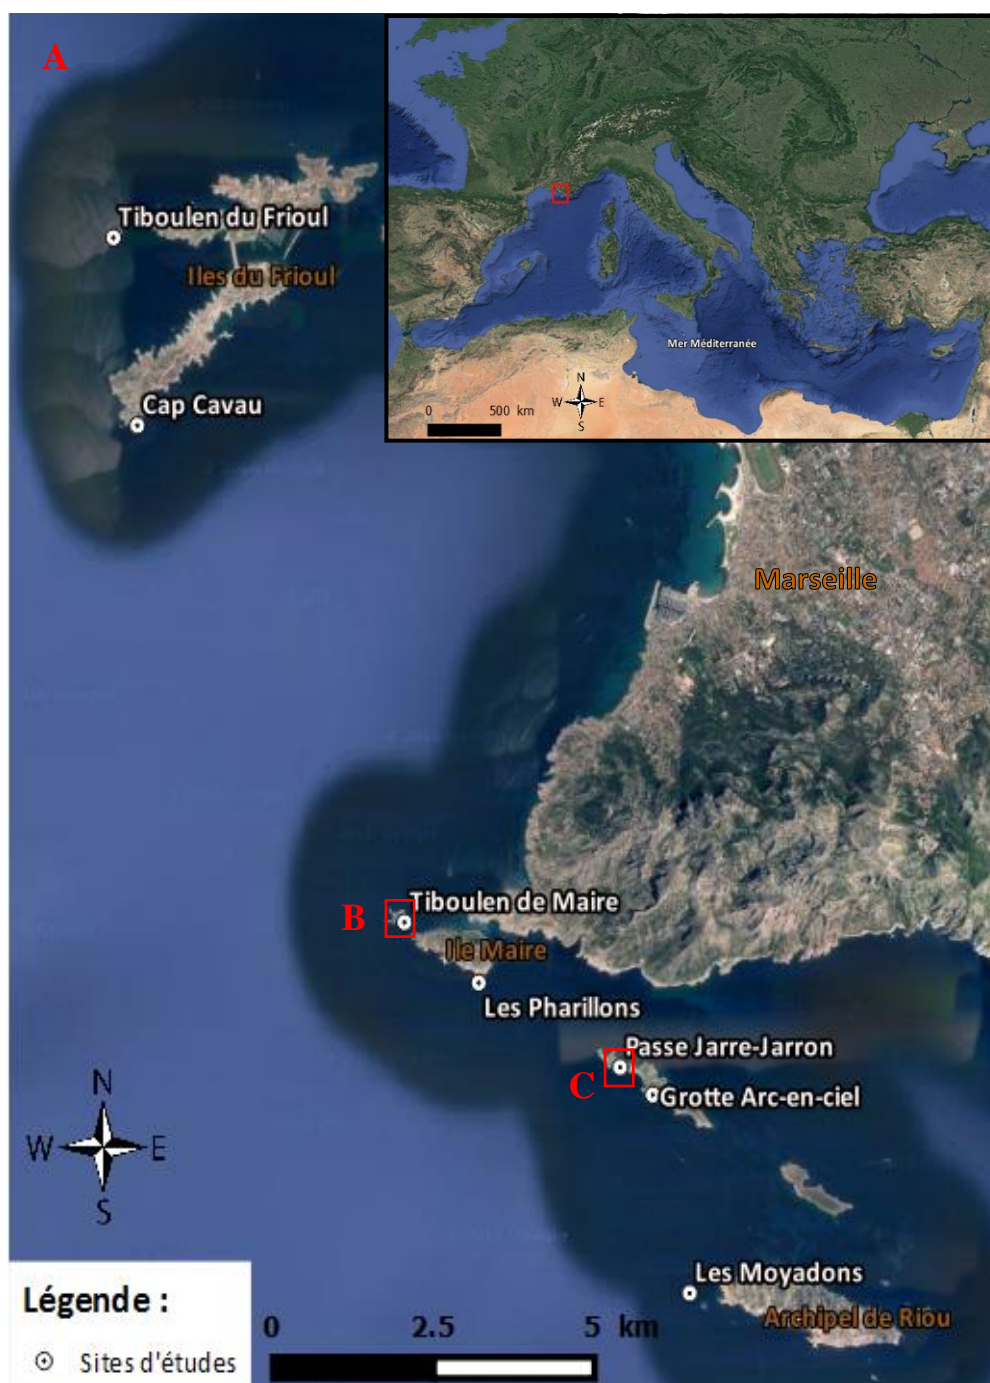 A
Tiboulen du Frioul
Iles du Frioul
Cap Cavau
Mer Méditerranée
N
W E
S
0 500 km
Marseille
B
Tiboulen de Maire
Ile Maire
Les Pharillons
Passe Jarre-Jarron
C
Grotte Arc-en-ciel
N
W E
S
Les Moyadons
Archipel de Riou
Légende :
Sites d'études
0 2.5 5 km